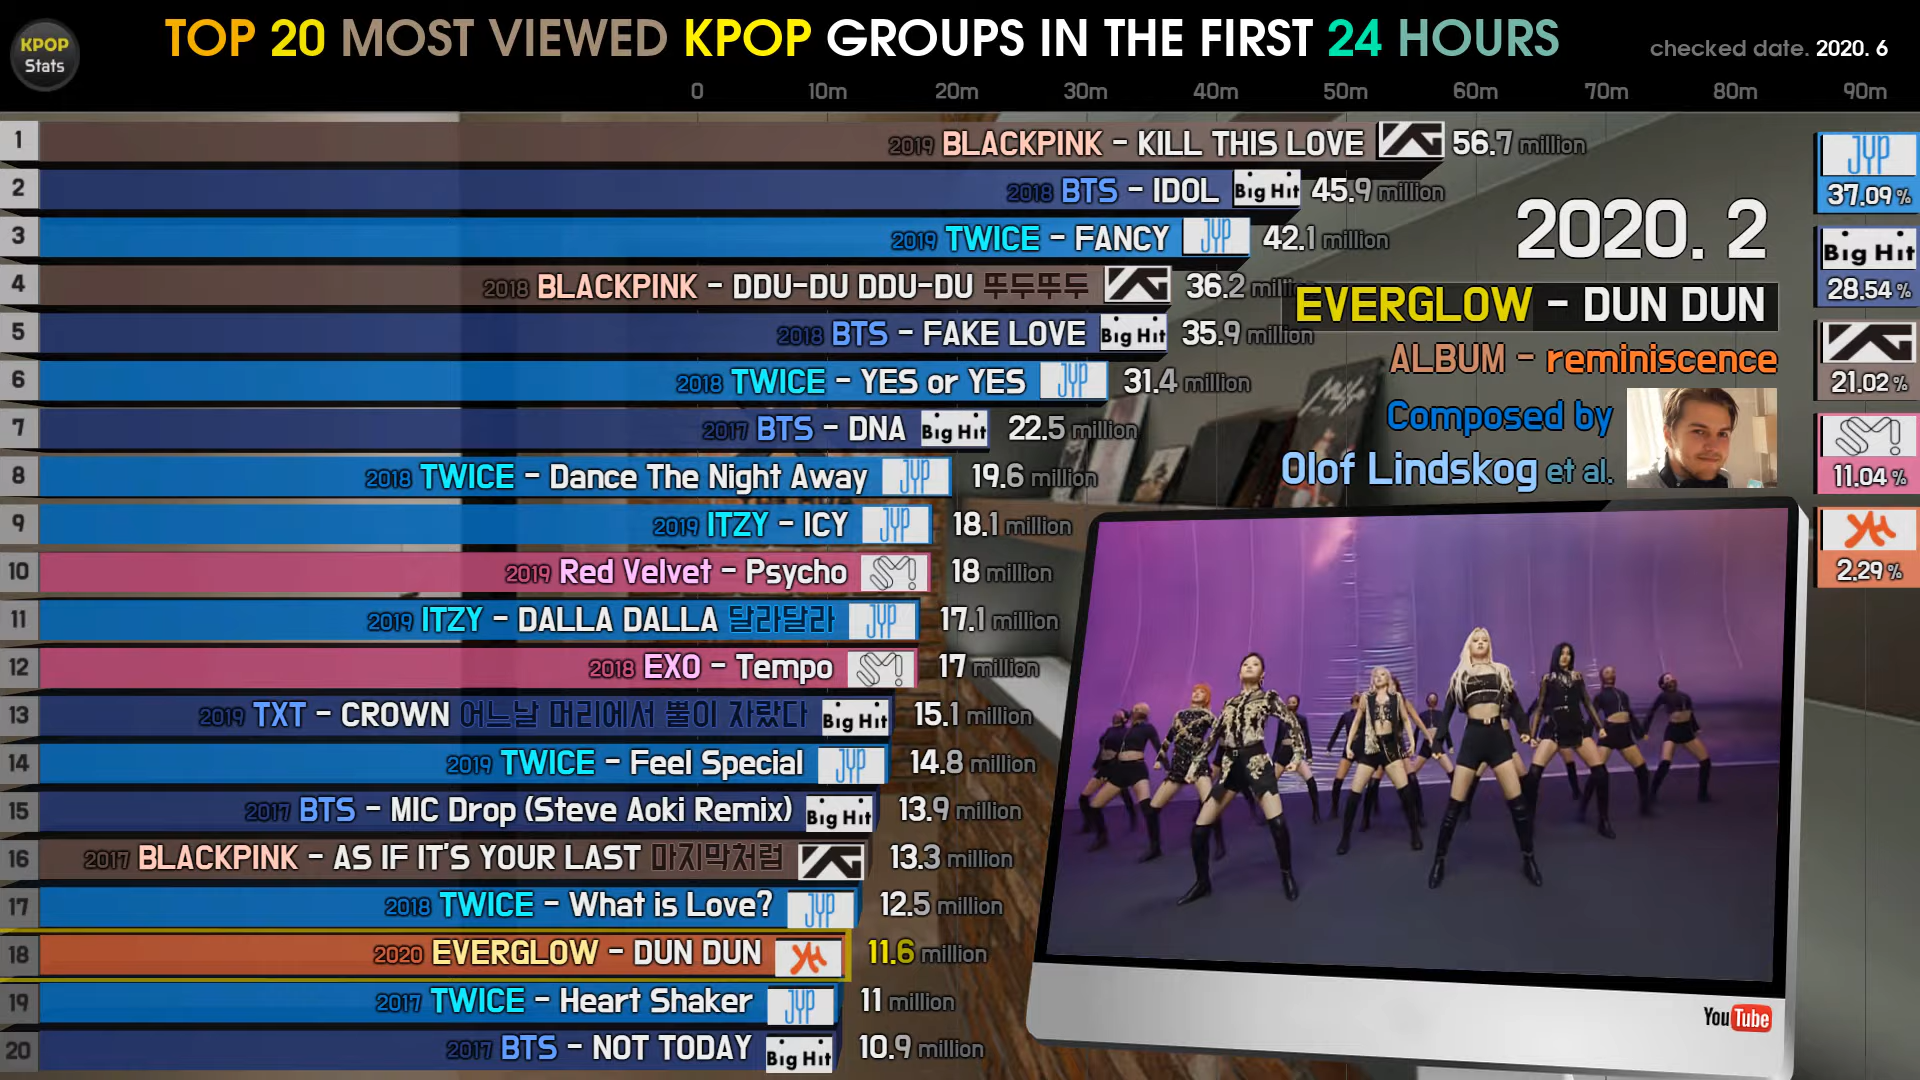 KPOP
Stats
TOP 20 MOST VIEWED KPOP GROUPS IN THE FIRST 24 HOURS
checked date. 2020. 6
0 10m 20m 30m 40m 50m 60m 70m 80m 90m
1 2019 BLACKPINK - KILL THIS LOVE YG 56.7 million
2 2018 BTS - IDOL Big Hit 45.9 million
3 2019 TWICE - FANCY JYP 42.1 million
4 2018 BLACKPINK - DDU-DU DDU-DU 뚜두뚜두 YG 36.2 million
5 2018 BTS - FAKE LOVE Big Hit 35.9 million
6 2018 TWICE - YES or YES JYP 31.4 million
7 2017 BTS - DNA Big Hit 22.5 million
8 2018 TWICE - Dance The Night Away JYP 19.6 million
9 2019 ITZY - ICY JYP 18.1 million
10 2019 Red Velvet - Psycho SM! 18 million
11 2019 ITZY - DALLA DALLA 달라달라 JYP 17.1 million
12 2018 EXO - Tempo SM! 17 million
13 2019 TXT - CROWN 어느날 머리에서 뿔이 자랐다 Big Hit 15.1 million
14 2019 TWICE - Feel Special JYP 14.8 million
15 2017 BTS - MIC Drop (Steve Aoki Remix) Big Hit 13.9 million
16 2017 BLACKPINK - AS IF IT'S YOUR LAST 마지막처럼 YG 13.3 million
17 2018 TWICE - What is Love? JYP 12.5 million
18 2020 EVERGLOW - DUN DUN YH 11.6 million
19 2017 TWICE - Heart Shaker JYP 11 million
20 2017 BTS - NOT TODAY Big Hit 10.9 million
2020. 2
EVERGLOW - DUN DUN
ALBUM - reminiscence
Composed by
Olof Lindskog et al.
JYP
37.09 %
Big Hit
28.54 %
YG
21.02 %
SM!
11.04 %
YH
2.29 %
YouTube